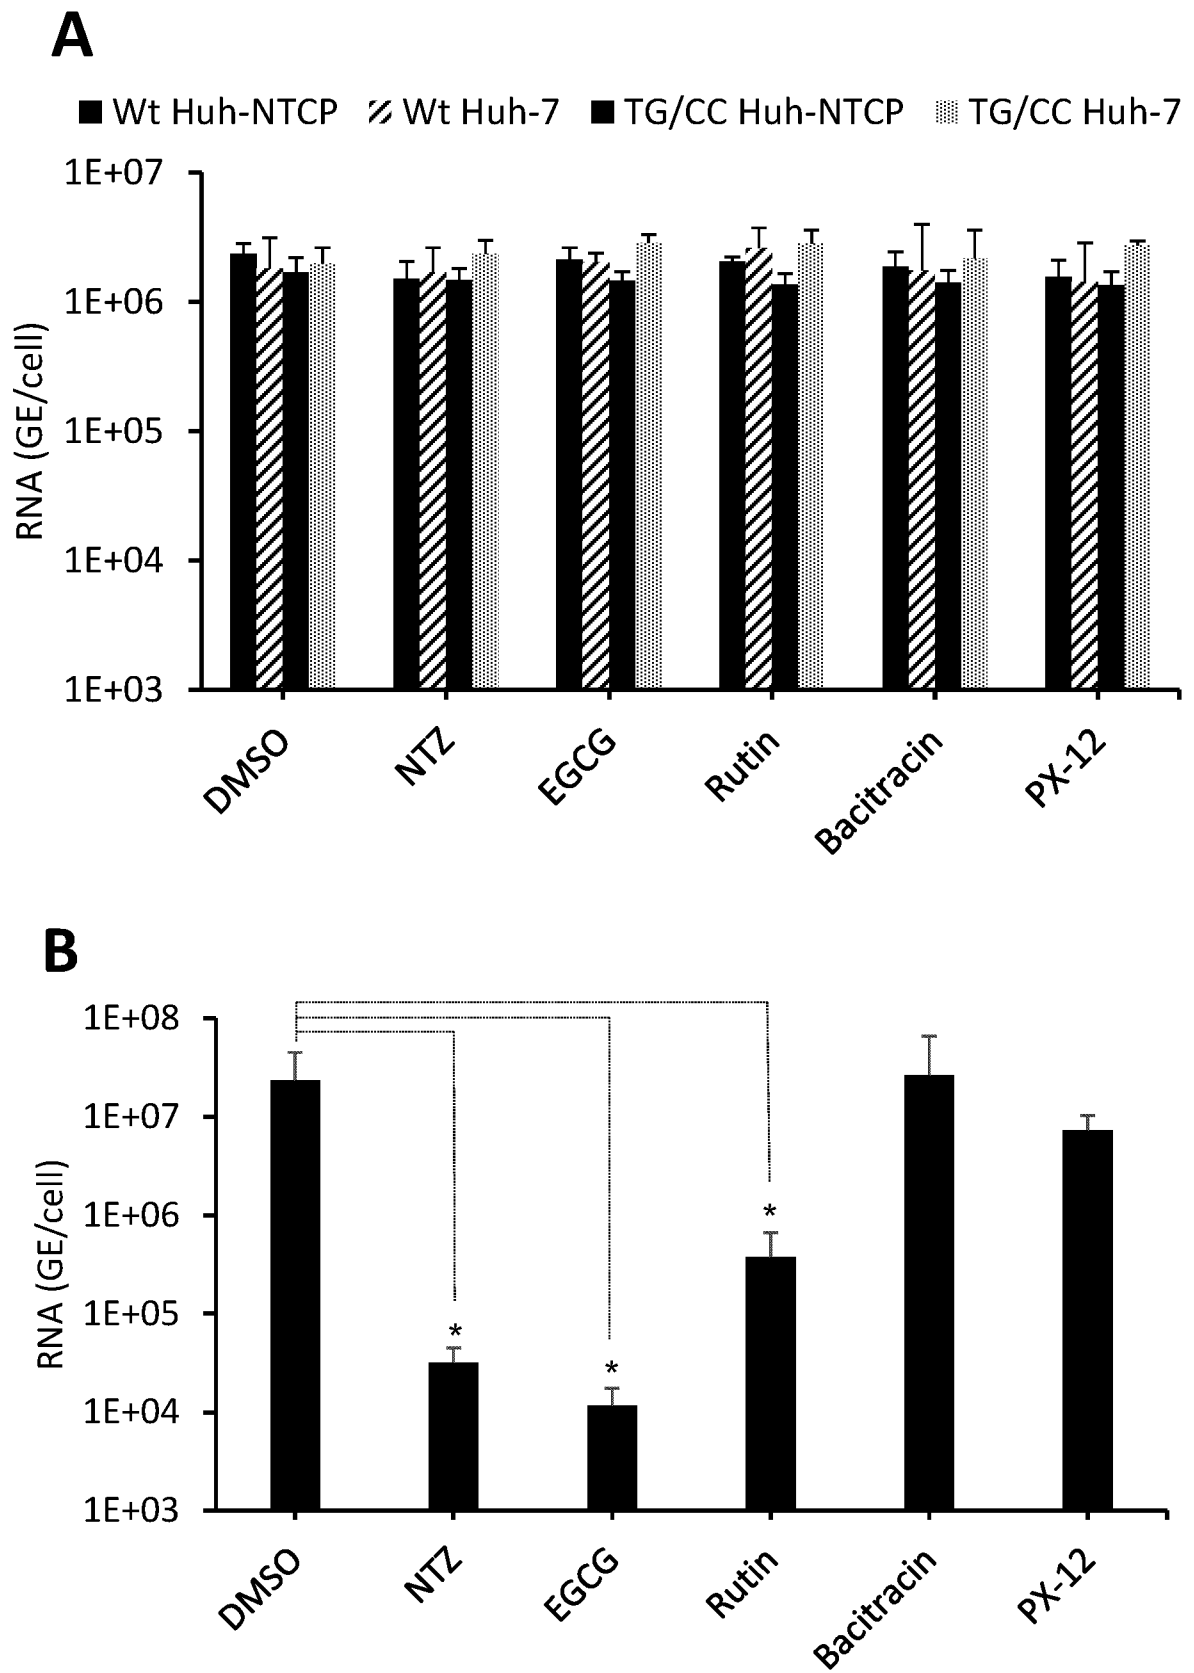 A
Wt Huh-NTCP Wt Huh-7 TG/CC Huh-NTCP TG/CC Huh-7
RNA (GE/cell)
1E+07
1E+06
1E+05
1E+04
1E+03
DMSO NTZ EGCG Rutin Bacitracin PX-12
B
RNA (GE/cell)
1E+08
1E+07
1E+06
1E+05
1E+04
1E+03
* * *
DMSO NTZ EGCG Rutin Bacitracin PX-12